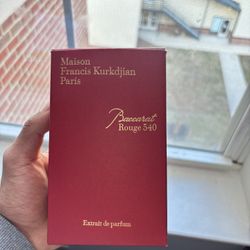 Maison
Francis Kurkdjian
Paris
Baccarat
Rouge 540
Extrait de parfum